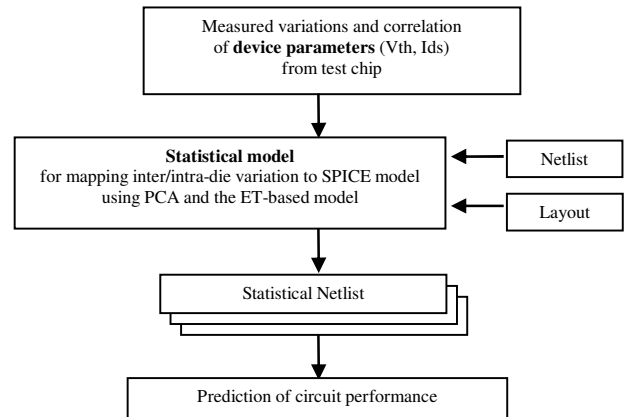 Measured variations and correlation
of device parameters (Vth, Ids)
from test chip
Statistical model
for mapping inter/intra-die variation to SPICE model
using PCA and the ET-based model
Netlist
Layout
Statistical Netlist
Prediction of circuit performance